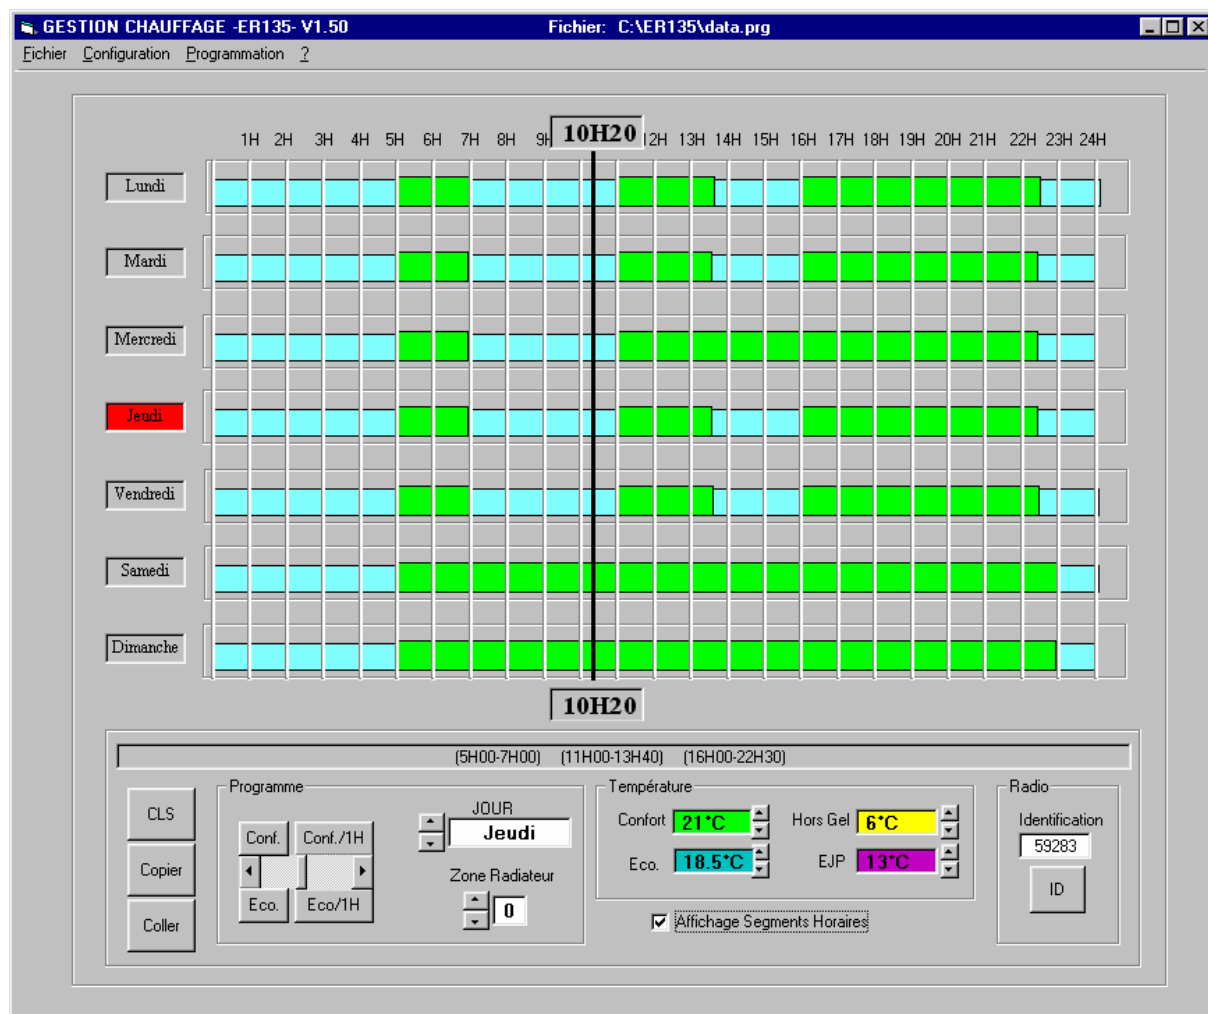 GESTION CHAUFFAGE -ER135- V1.50 Fichier: C:\ER135\data.prg
Fichier Configuration Programmation ?
10H20
1H 2H 3H 4H 5H 6H 7H 8H 9H 12H 13H 14H 15H 16H 17H 18H 19H 20H 21H 22H 23H 24H
Lundi
Mardi
Mercredi
Jeudi
Vendredi
Samedi
Dimanche
10H20
(5H00-7H00) (11H00-13H40) (16H00-22H30)
CLS
Copier
Coller
Programme
Conf. Conf./1H
Eco. Eco/1H
JOUR
Jeudi
Zone Radiateur
0
Température
Confort 21°C Hors Gel 6°C
Eco. 18.5°C EJP 13°C
Affichage Segments Horaires
Radio
Identification
59283
ID